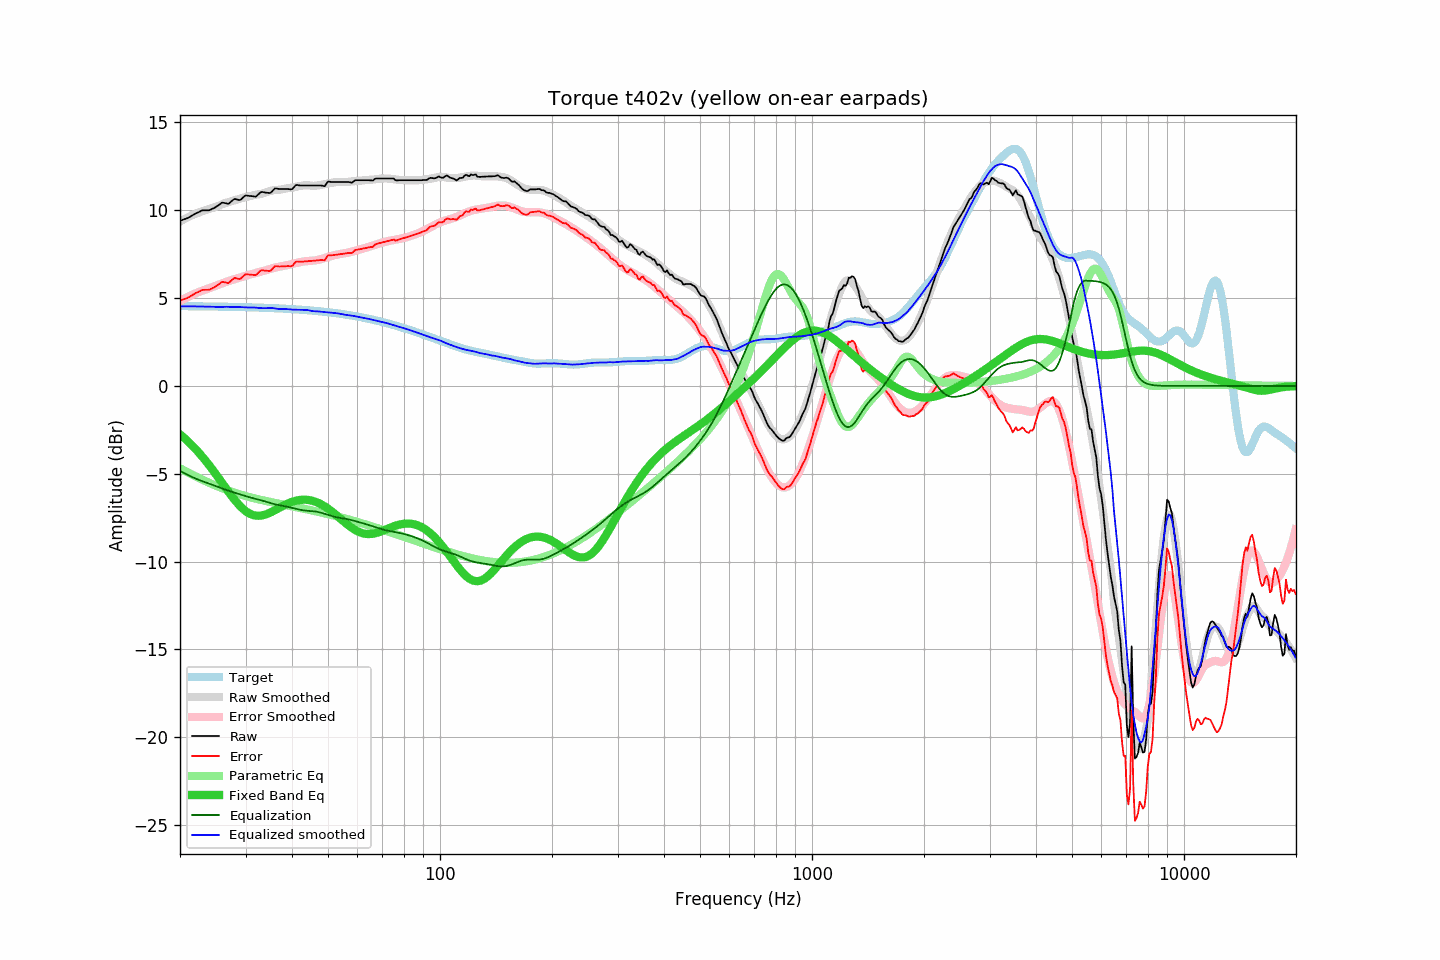 Torque t402v (yellow on-ear earpads)
15
10
5
0
−5
−10
−15
−20
−25
Amplitude (dBr)
Target
Raw Smoothed
Error Smoothed
Raw
Error
Parametric Eq
Fixed Band Eq
Equalization
Equalized smoothed
100 1000 10000
Frequency (Hz)